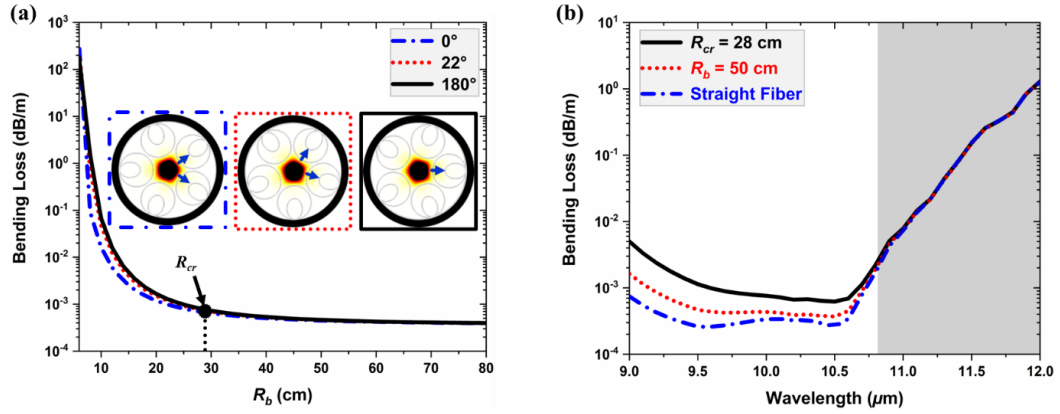 (a)
Bending Loss (dB/m)
10³
10²
10¹
10⁰
10⁻¹
10⁻²
10⁻³
10⁻⁴
0°
22°
180°
R_cr
0 20 30 40 50 60 70 80
R_b (cm)
(b)
Bending Loss (dB/m)
10⁰
10⁻¹
10⁻²
10⁻³
10⁻⁴
R_cr = 28 cm
R_b = 50 cm
Straight Fiber
9.0 9.5 10.0 10.5 11.0 11.5 12.0
Wavelength (µm)